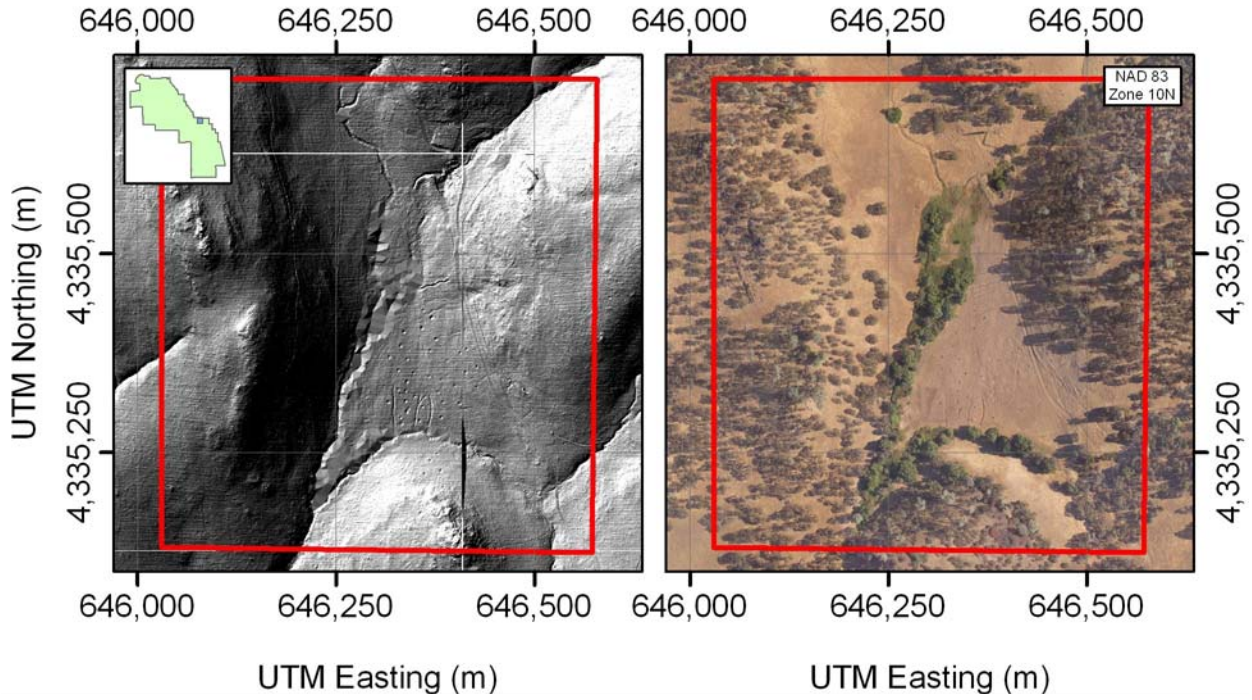 646,000 646,250 646,500 646,000 646,250 646,500
NAD 83
Zone 10N
UTM Northing (m)
4,335,500
4,335,250
4,335,500
4,335,250
646,000 646,250 646,500 646,000 646,250 646,500
UTM Easting (m) UTM Easting (m)